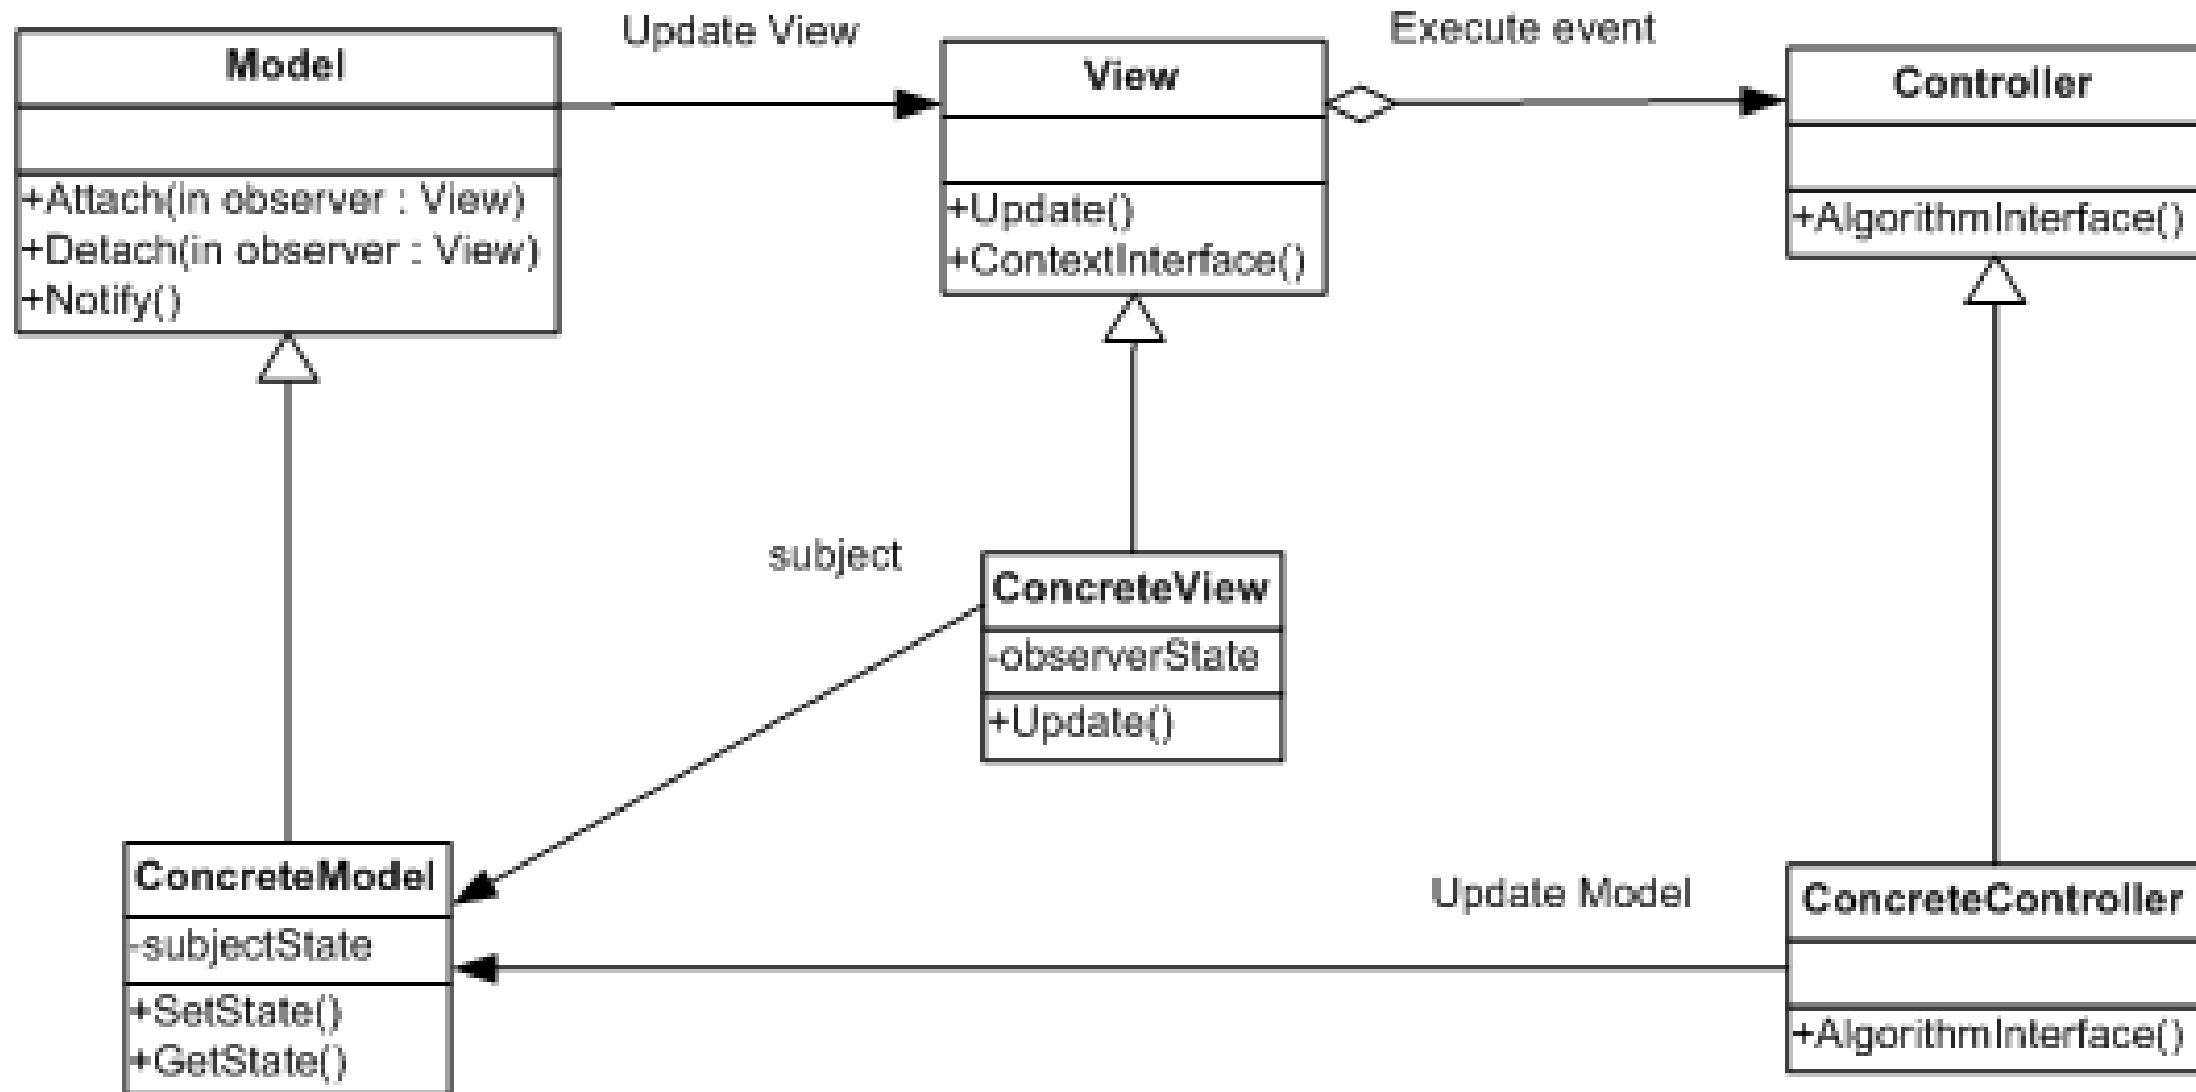 Update View
Execute event
Model
View
Controller
+Attach(in observer : View)
+Detach(in observer : View)
+Notify()
+Update()
+ContextInterface()
+AlgorithmInterface()
subject
ConcreteView
-observerState
+Update()
ConcreteModel
-subjectState
+SetState()
+GetState()
Update Model
ConcreteController
+AlgorithmInterface()